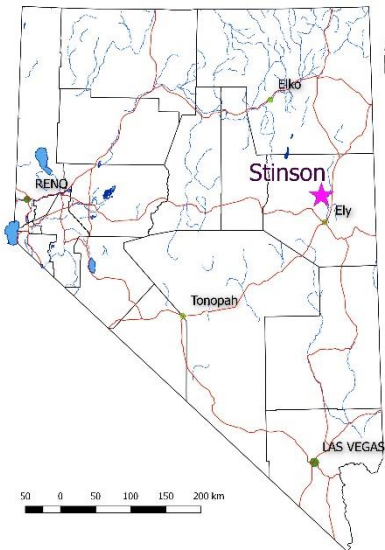 Elko
Stinson
RENO
Ely
Tonopah
LAS VEGAS
50 0 50 100 150 200 km